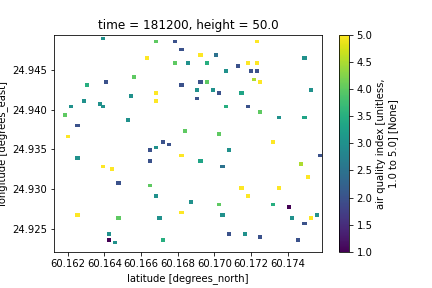 time = 181200, height = 50.0
24.945
24.940
24.935
24.930
24.925
longitude [degrees_east]
60.162 60.164 60.166 60.168 60.170 60.172 60.174
latitude [degrees_north]
5.0
4.5
4.0
3.5
3.0
2.5
2.0
1.5
1.0
air quality index [unitless,
1.0 to 5.0] [None]